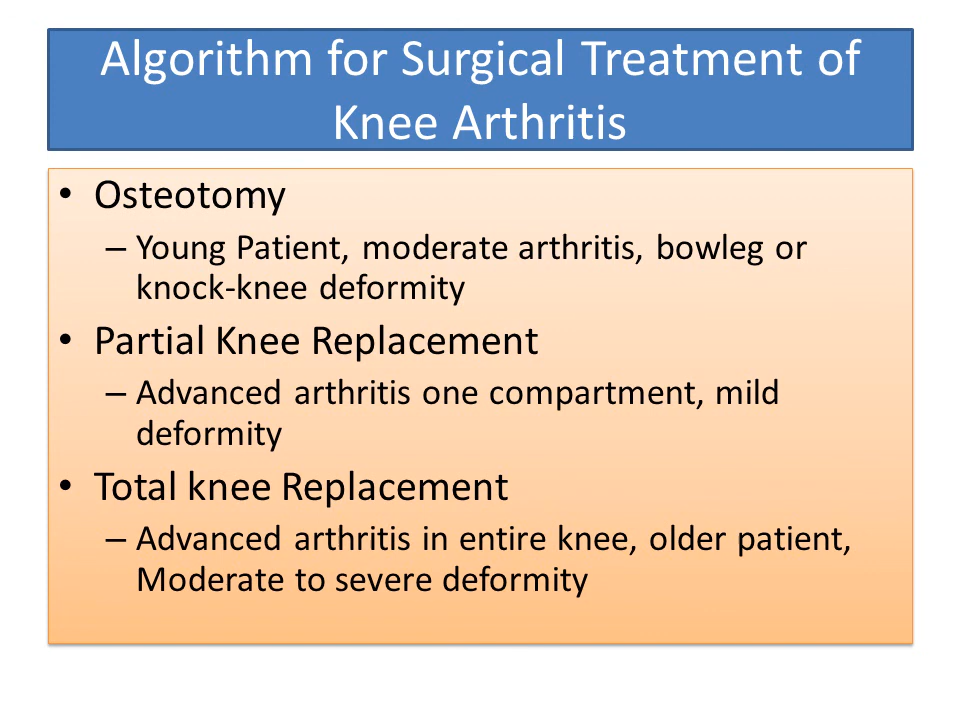 Algorithm for Surgical Treatment of
Knee Arthritis
• Osteotomy
– Young Patient, moderate arthritis, bowleg or
knock-knee deformity
• Partial Knee Replacement
– Advanced arthritis one compartment, mild
deformity
• Total knee Replacement
– Advanced arthritis in entire knee, older patient,
Moderate to severe deformity